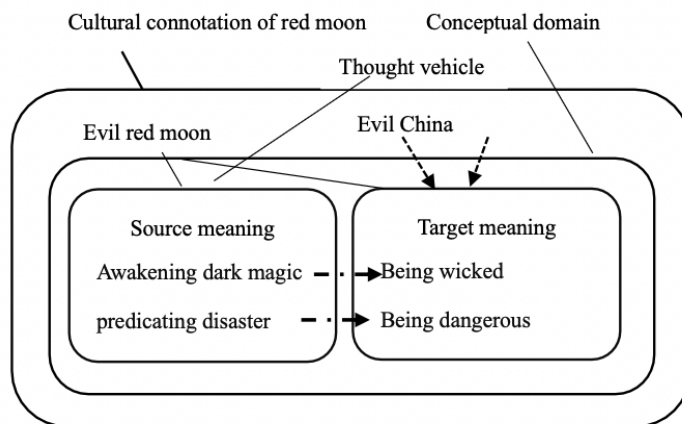 Cultural connotation of red moon
Conceptual domain
Thought vehicle
Evil red moon
Evil China
Source meaning
Target meaning
Awakening dark magic
Being wicked
predicating disaster
Being dangerous